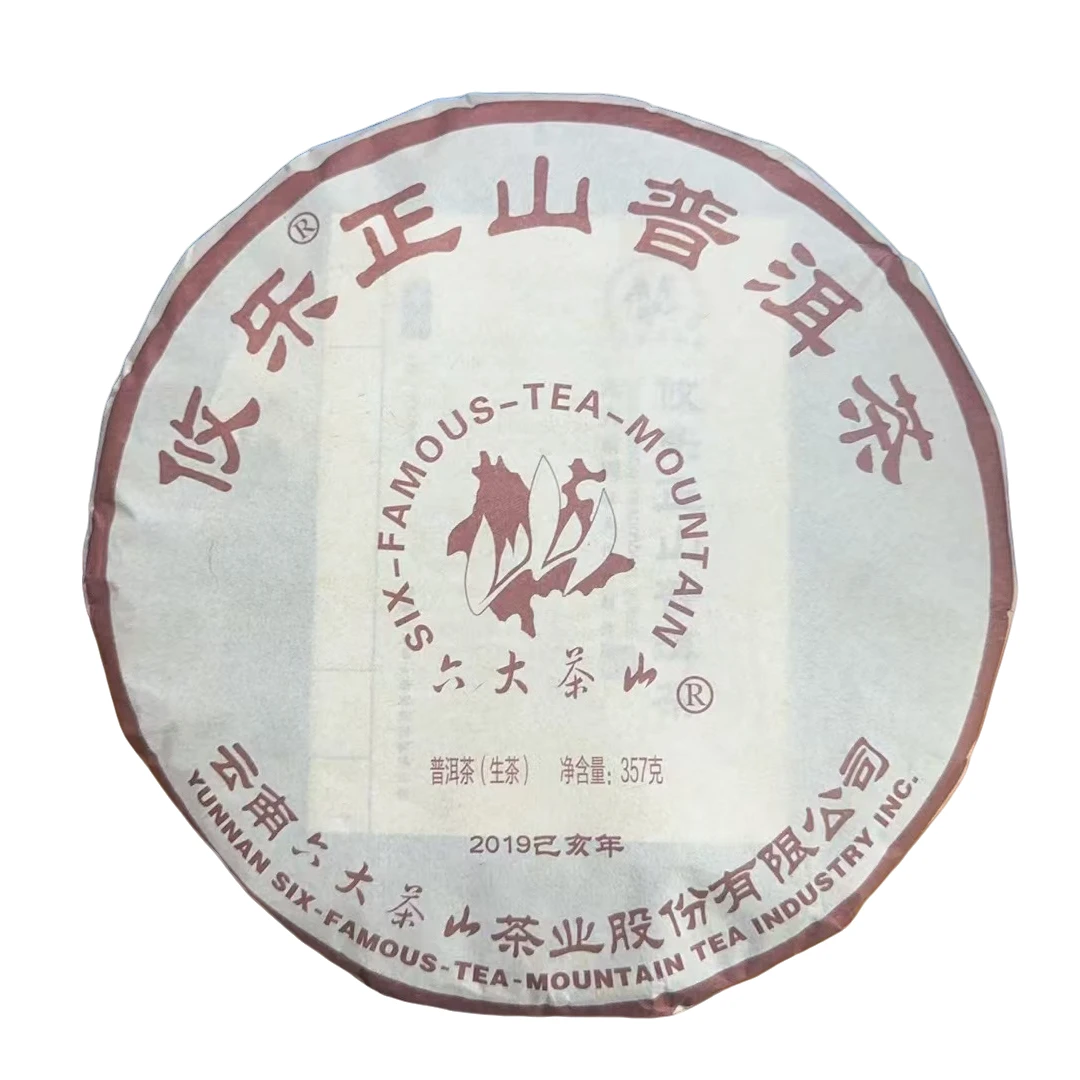 攸乐®正山普洱茶
SIX-FAMOUS-TEA-MOUNTAIN
六大茶山®
普洱茶(生茶) 净含量: 357克
2019己亥年
云南六大茶山茶业股份有限公司
YUNNAN SIX-FAMOUS-TEA-MOUNTAIN TEA INDUSTRY INC.